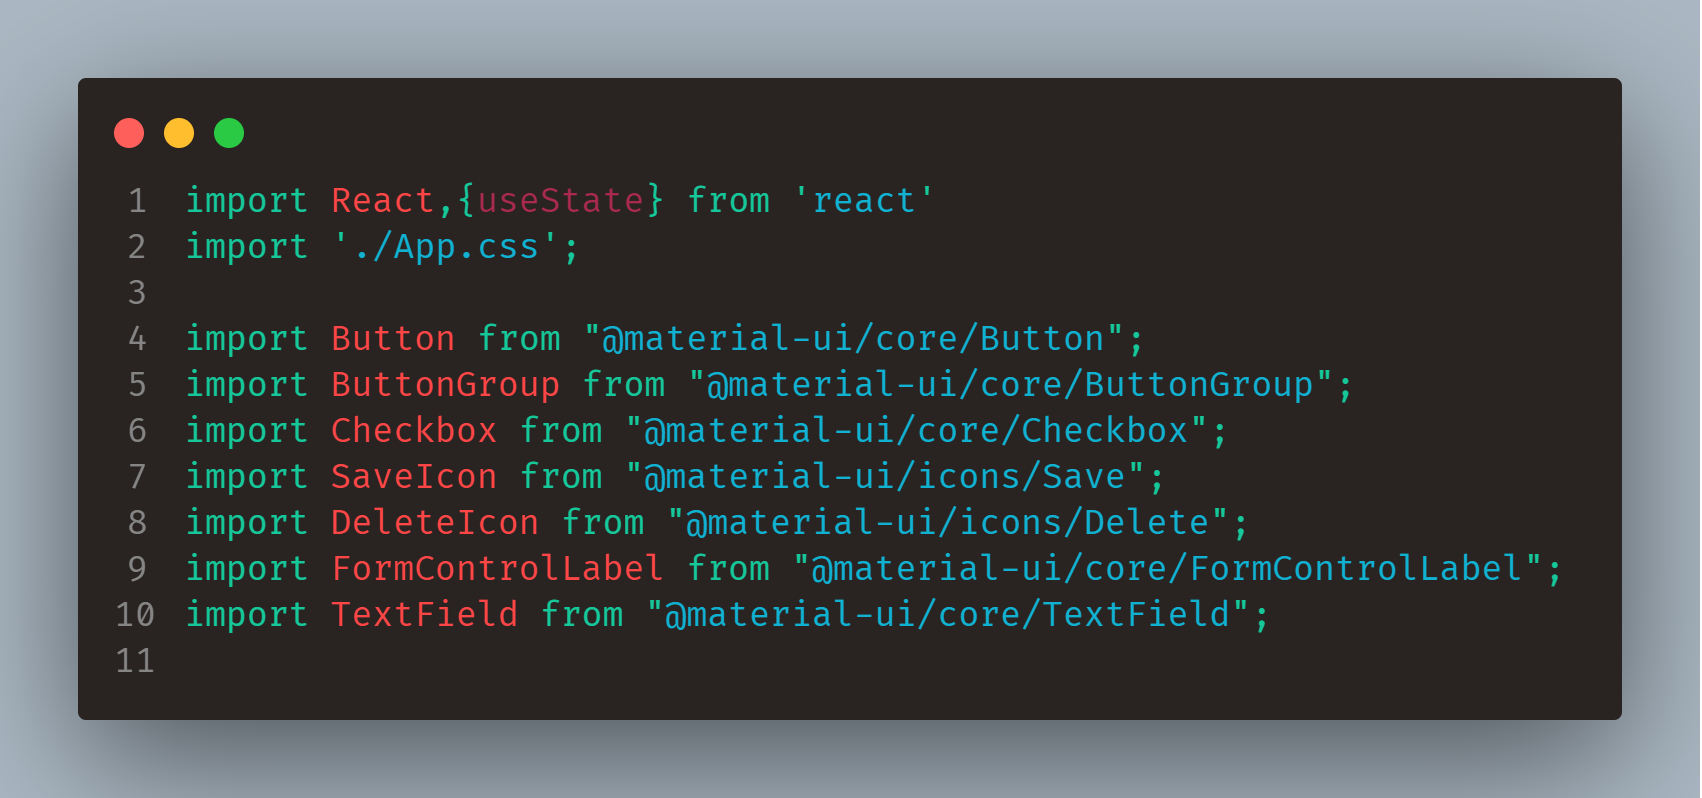 1 import React,{useState} from 'react'
2 import './App.css';
3
4 import Button from "@material-ui/core/Button";
5 import ButtonGroup from "@material-ui/core/ButtonGroup";
6 import Checkbox from "@material-ui/core/Checkbox";
7 import SaveIcon from "@material-ui/icons/Save";
8 import DeleteIcon from "@material-ui/icons/Delete";
9 import FormControlLabel from "@material-ui/core/FormControlLabel";
10 import TextField from "@material-ui/core/TextField";
11